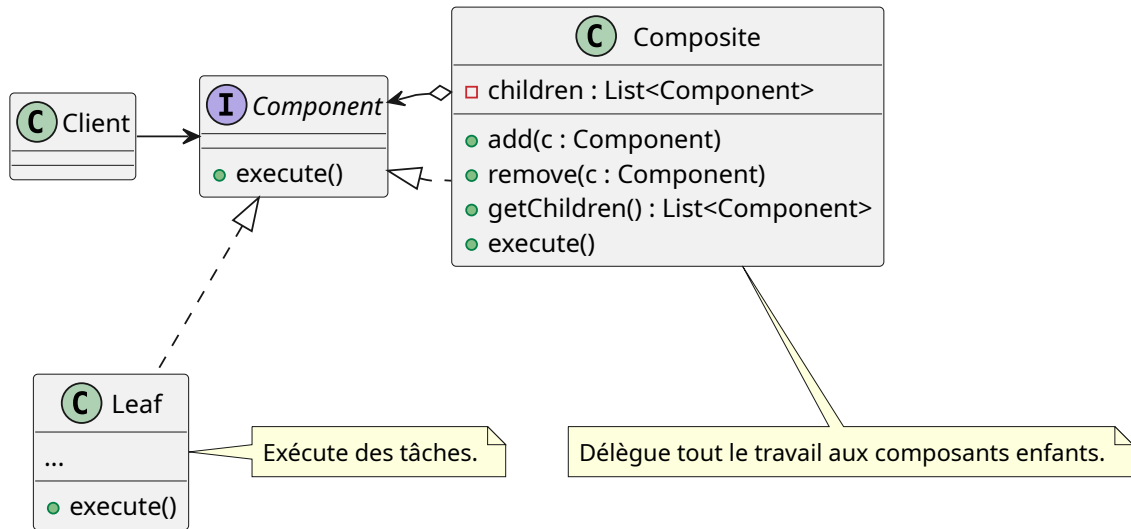 C Client
I Component
+ execute()
C Composite
children : List<Component>
add(c : Component)
remove(c : Component)
getChildren() : List<Component>
execute()
C Leaf
...
execute()
Exécute des tâches.
Délègue tout le travail aux composants enfants.